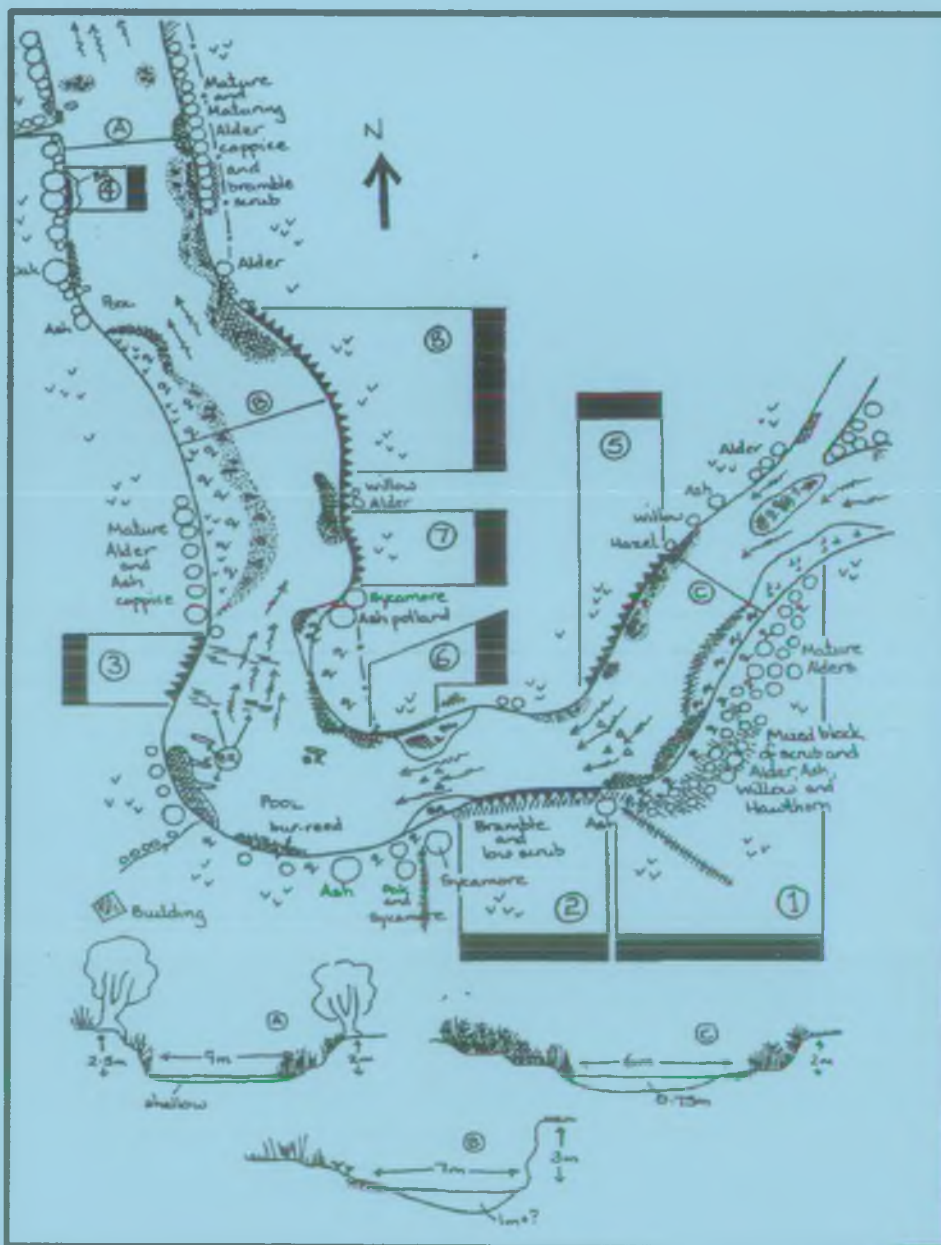 Mature
and
Maturing
Alder
coppice
and
bramble
scrub
N
A
4
Oak
Alder
Pool
Ash
8
B
5
Alder
Ash
Willow
Hazel
willow
Alder
7
C
Mature
Alder
and
Ash
coppice
Sycamore
Ash pollard
3
6
Mature
Alders
Mixed block
of scrub and
Alder, Ash,
Willow and
Hawthorn
POOL
bur-reed
Bramble
and
low scrub
Ash
Ash
Oak
and
Sycamore
Sycamore
2
1
Building
A
2.5m
9m
2m
shallow
C
6m
2m
0.75m
B
7m
3m
1m+?